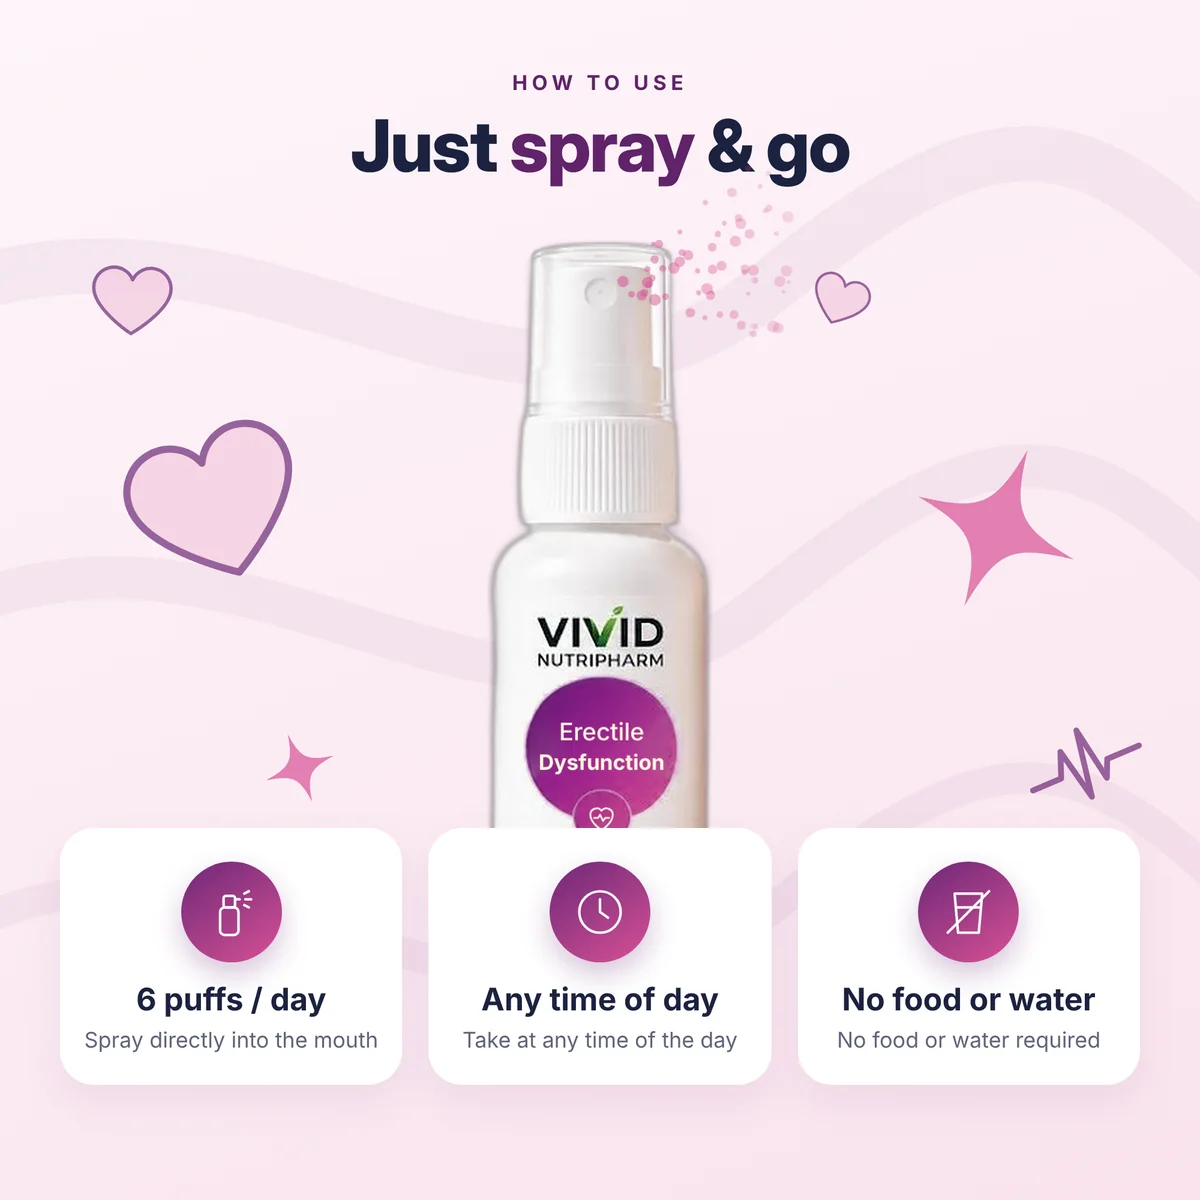 HOW TO USE
Just spray & go
VIVID
NUTRIPHARM
Erectile
Dysfunction
6 puffs / day
Spray directly into the mouth
Any time of day
Take at any time of the day
No food or water
No food or water required